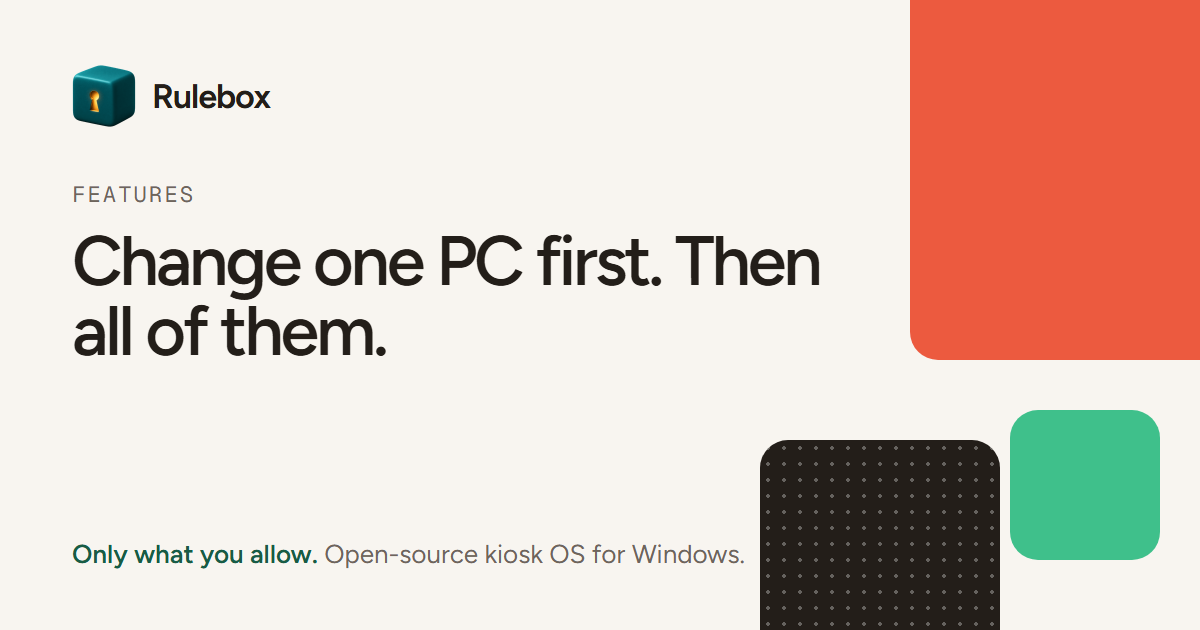 Rulebox
FEATURES
Change one PC first. Then
all of them.
Only what you allow. Open-source kiosk OS for Windows.